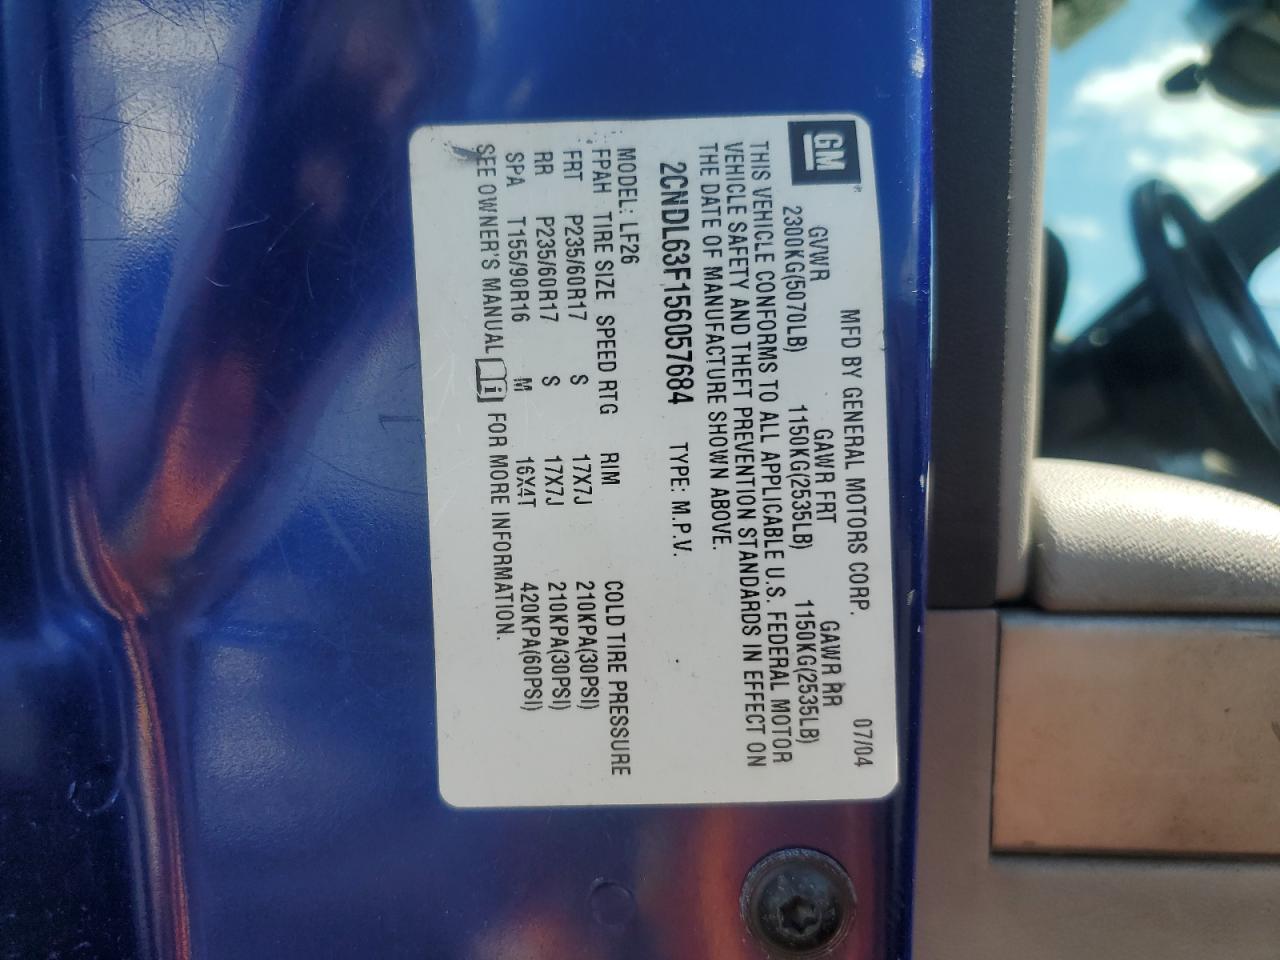 GM
MFD BY GENERAL MOTORS CORP. 07/04
GVWR GAWR FRT GAWR RR
2300KG(5070LB) 1150KG(2535LB) 1150KG(2535LB)
THIS VEHICLE CONFORMS TO ALL APPLICABLE U.S. FEDERAL MOTOR
VEHICLE SAFETY AND THEFT PREVENTION STANDARDS IN EFFECT ON
THE DATE OF MANUFACTURE SHOWN ABOVE.
2CNDL63F156057684 TYPE: M.P.V.
MODEL: LF26
FPAH TIRE SIZE SPEED RTG RIM COLD TIRE PRESSURE
FRT P235/60R17 S 17X7J 210KPA(30PSI)
RR P235/60R17 S 17X7J 210KPA(30PSI)
SPA T155/90R16 M 16X4T 420KPA(60PSI)
SEE OWNER'S MANUAL i FOR MORE INFORMATION.